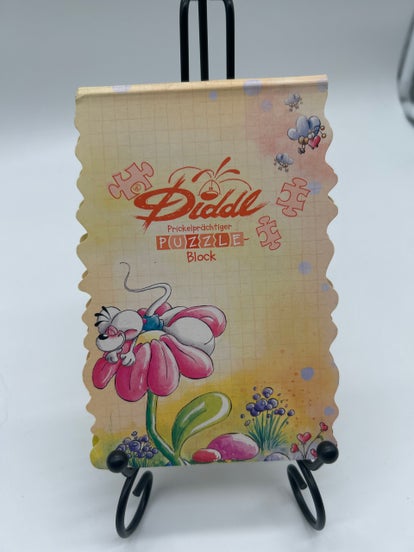 Diddl
Prickelprächtiger
PUZZLE-
Block